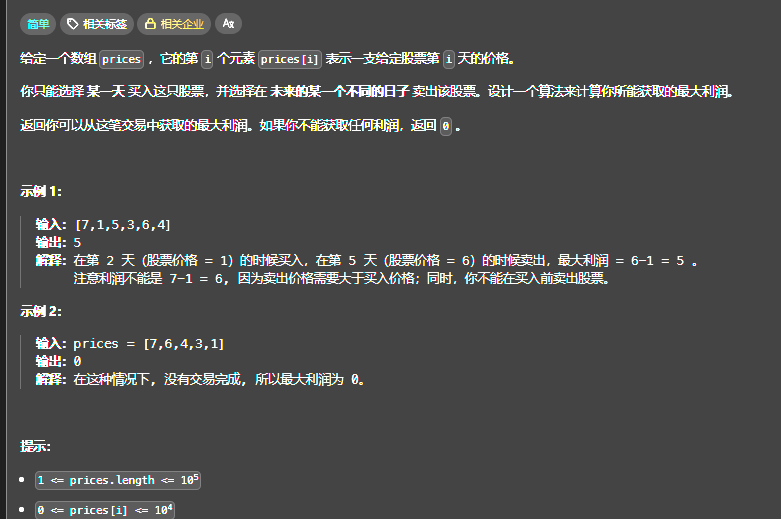 简单 相关标签 相关企业 Aあ
给定一个数组 prices ，它的第 i 个元素 prices[i] 表示一支给定股票第 i 天的价格。
你只能选择 某一天 买入这只股票，并选择在 未来的某一个不同的日子 卖出该股票。设计一个算法来计算你所能获取的最大利润。
返回你可以从这笔交易中获取的最大利润。如果你不能获取任何利润，返回 0 。
示例 1：
输入：[7,1,5,3,6,4]
输出：5
解释：在第 2 天（股票价格 = 1）的时候买入，在第 5 天（股票价格 = 6）的时候卖出，最大利润 = 6-1 = 5 。
注意利润不能是 7-1 = 6, 因为卖出价格需要大于买入价格；同时，你不能在买入前卖出股票。
示例 2：
输入：prices = [7,6,4,3,1]
输出：0
解释：在这种情况下, 没有交易完成, 所以最大利润为 0。
提示：
1 <= prices.length <= 10⁵
0 <= prices[i] <= 10⁴